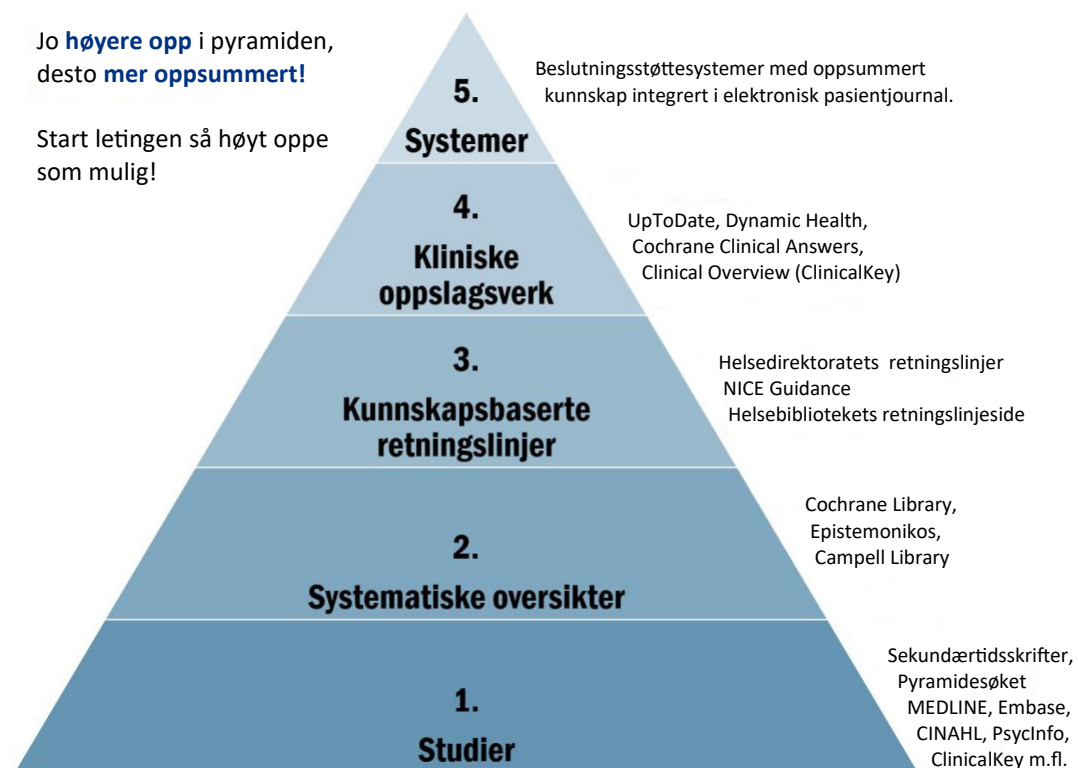 Jo høyere opp i pyramiden,
desto mer oppsummert!
Start letingen så høyt oppe
som mulig!
5.
Systemer
Beslutningsstøttesystemer med oppsummert
kunnskap integrert i elektronisk pasientjournal.
4.
Kliniske
oppslagsverk
UpToDate, Dynamic Health,
Cochrane Clinical Answers,
Clinical Overview (ClinicalKey)
3.
Kunnskapsbaserte
retningslinjer
Helsedirektoratets retningslinjer
NICE Guidance
Helsebibliotekets retningslinjeside
2.
Systematiske oversikter
Cochrane Library,
Epistemonikos,
Campell Library
1.
Studier
Sekundærtidsskrifter,
Pyramidesøket
MEDLINE, Embase,
CINAHL, PsycInfo,
ClinicalKey m.fl.